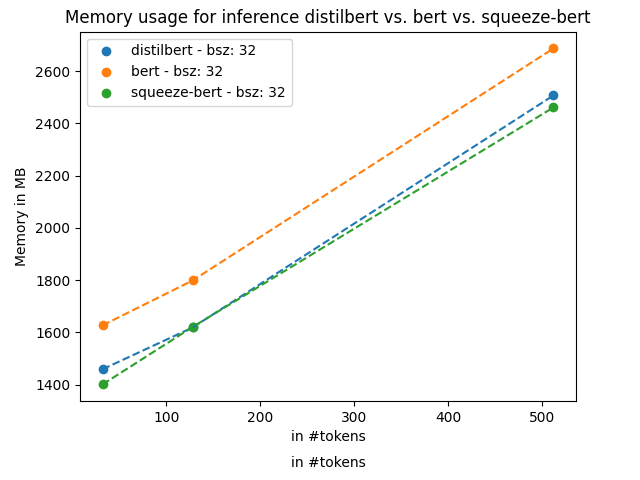 Memory usage for inference distilbert vs. bert vs. squeeze-bert
distilbert - bsz: 32
bert - bsz: 32
squeeze-bert - bsz: 32
Memory in MB
2600
2400
2200
2000
1800
1600
1400
100 200 300 400 500
in #tokens
in #tokens